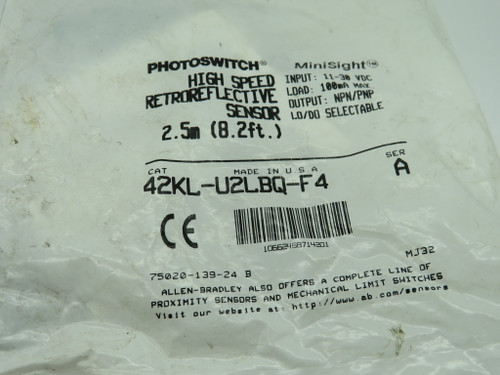 PHOTOSWITCH® MiniSight™
HIGH SPEED INPUT: 11-30 VDC
RETROREFLECTIVE LOAD: 100mA MAX
SENSOR OUTPUT: NPN/PNP
2.5m (8.2ft.) LO/DO SELECTABLE
CAT MADE IN U S A SER
42KL-U2LBQ-F4 A
CE
10662468714201
75020-139-24 B MJ32
ALLEN-BRADLEY ALSO OFFERS A COMPLETE LINE OF
PROXIMITY SENSORS AND MECHANICAL LIMIT SWITCHES
Visit our website at: http://www.ab.com/sensors